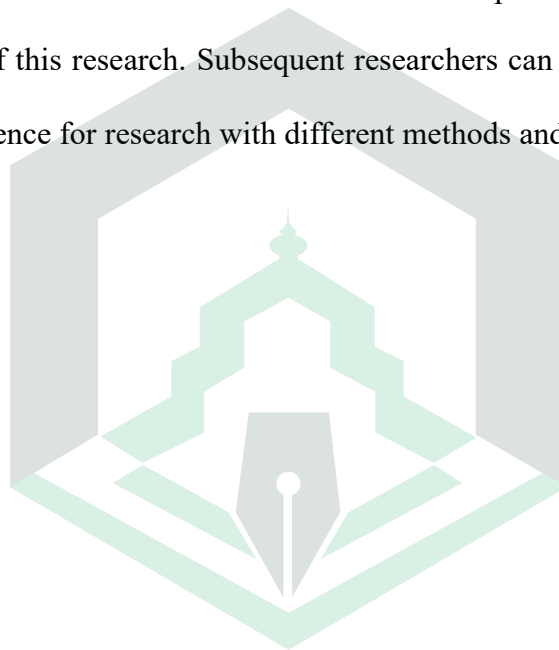 f this research. Subsequent researchers can
ence for research with different methods and